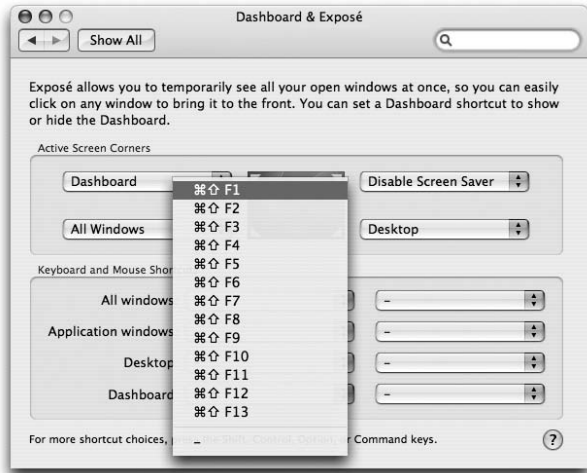 Dashboard & Exposé
Show All
Exposé allows you to temporarily see all your open windows at once, so you can easily
click on any window to bring it to the front. You can set a Dashboard shortcut to show
or hide the Dashboard.
Active Screen Corners
Dashboard
Disable Screen Saver
All Windows
Desktop
⌘⇧ F1
⌘⇧ F2
⌘⇧ F3
⌘⇧ F4
⌘⇧ F5
⌘⇧ F6
⌘⇧ F7
⌘⇧ F8
⌘⇧ F9
⌘⇧ F10
⌘⇧ F11
⌘⇧ F12
⌘⇧ F13
–
Keyboard and Mouse Shor
All windows
–
Application windows
–
Desktop
–
Dashboard
–
For more shortcut choices, press the Shift, Control, Option, or Command keys.
?